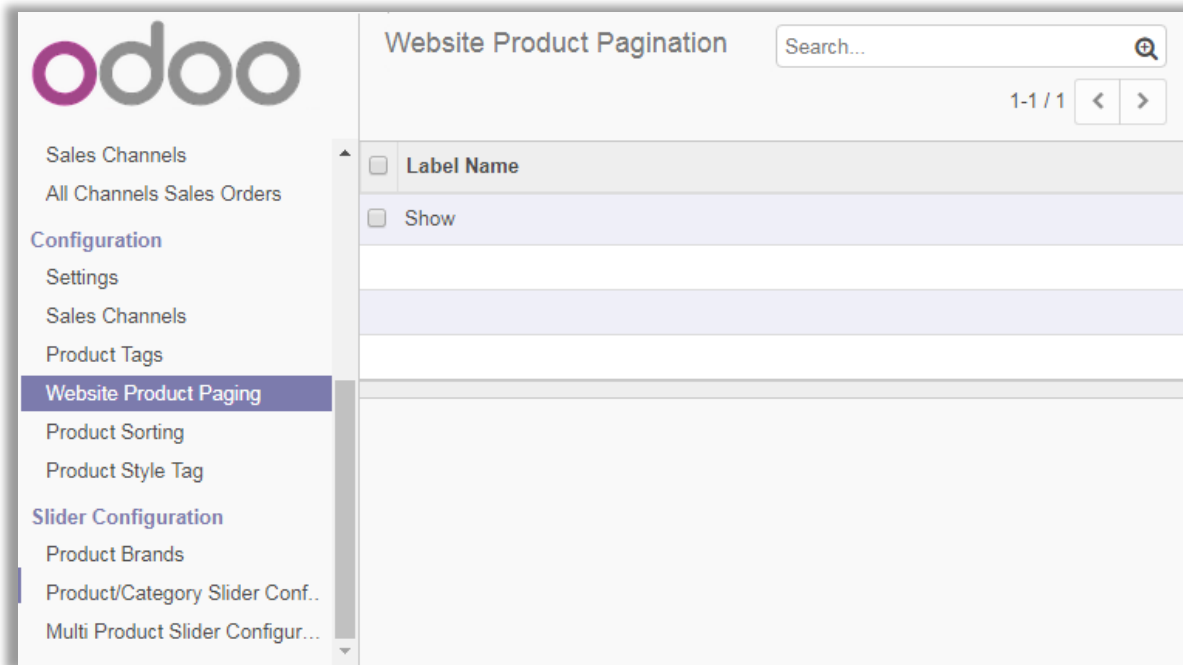 odoo
Sales Channels
All Channels Sales Orders
Configuration
Settings
Sales Channels
Product Tags
Website Product Paging
Product Sorting
Product Style Tag
Slider Configuration
Product Brands
Product/Category Slider Conf..
Multi Product Slider Configur...
Website Product Pagination
Search...
1-1 / 1
Label Name
Show